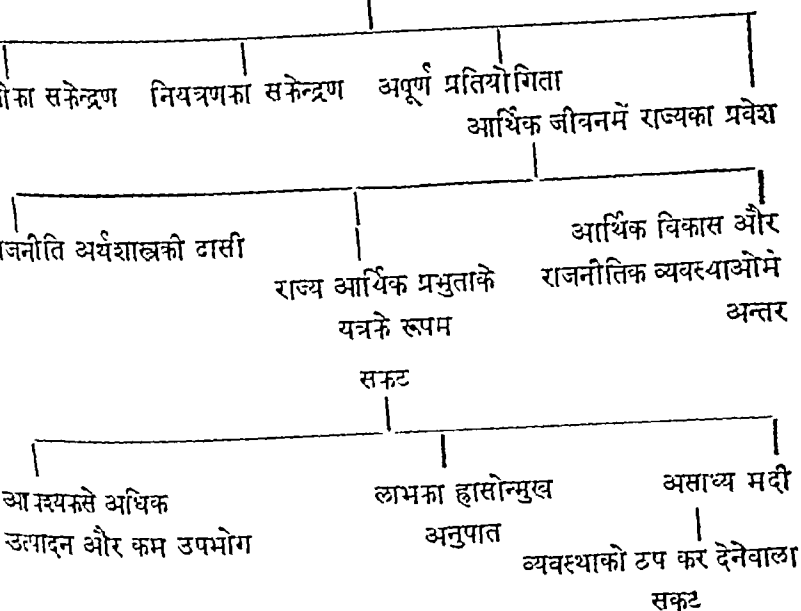 सकेन्द्रण नियत्रणका सकेन्द्रण अपूर्ण प्रतियोगिता
आर्थिक जीवनमें राज्यका प्रवेश
अर्थशास्त्रकी दासी
राज्य आर्थिक प्रभुताके
यत्रके रूपम
आर्थिक विकास और
राजनीतिक व्यवस्थाओमे
अन्तर
सकट
आवश्यकसे अधिक
उत्पादन और कम उपभोग
लाभका ह्रासोन्मुख
अनुपात
असाध्य मदी
व्यवस्थाको ठप कर देनेवाला
सकट